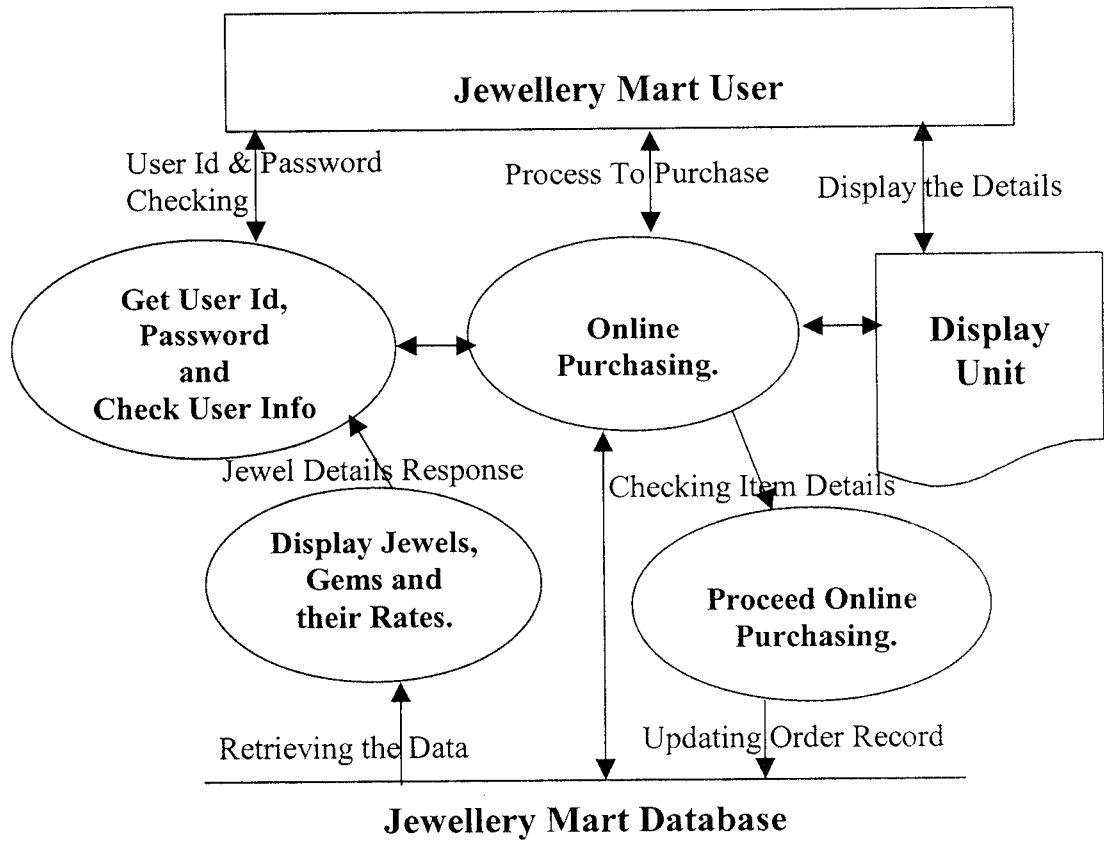 Jewellery Mart User
User Id & Password
Checking
Process To Purchase
Display the Details
Get User Id,
Password
and
Check User Info
Online
Purchasing.
Display
Unit
Jewel Details Response
Checking Item Details
Display Jewels,
Gems and
their Rates.
Proceed Online
Purchasing.
Retrieving the Data
Updating Order Record
Jewellery Mart Database